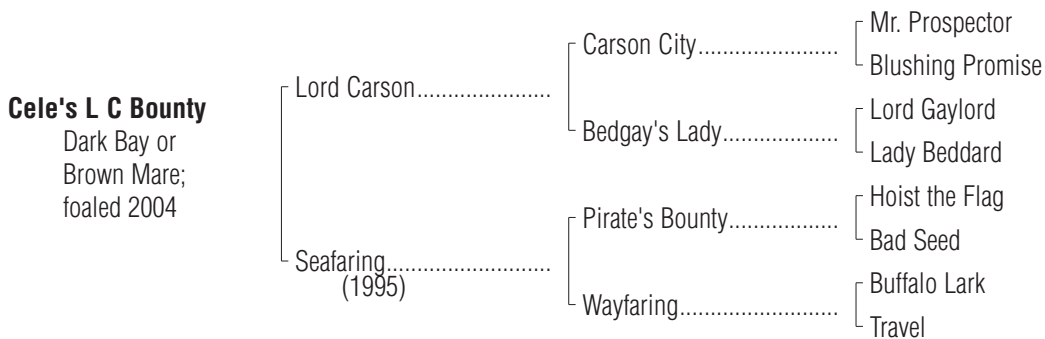 Cele's L C Bounty
Dark Bay or
Brown Mare;
foaled 2004
Lord Carson...........................
Seafaring.................................
(1995)
Carson City............................
Bedgay's Lady.......................
Pirate's Bounty......................
Wayfaring...............................
Mr. Prospector
Blushing Promise
Lord Gaylord
Lady Beddard
Hoist the Flag
Bad Seed
Buffalo Lark
Travel